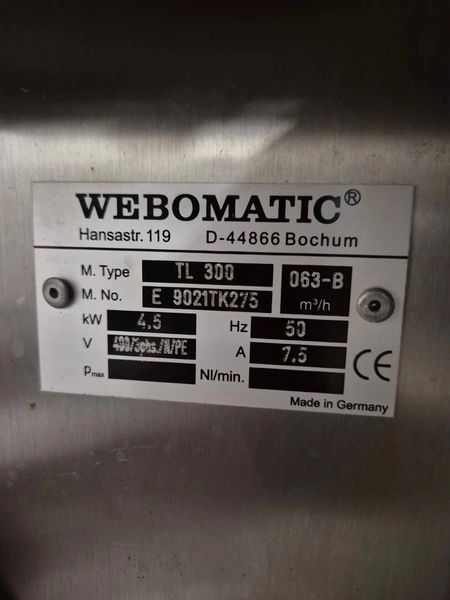 WEBOMATIC®
Hansastr. 119 D-44866 Bochum
M. Type TL 300 063-B
M. No. E 9021TK275 m³/h
kW 4.5 Hz 50
V 400/3phs./N/PE A 7.5
Pmax Nl/min. CE
Made in Germany